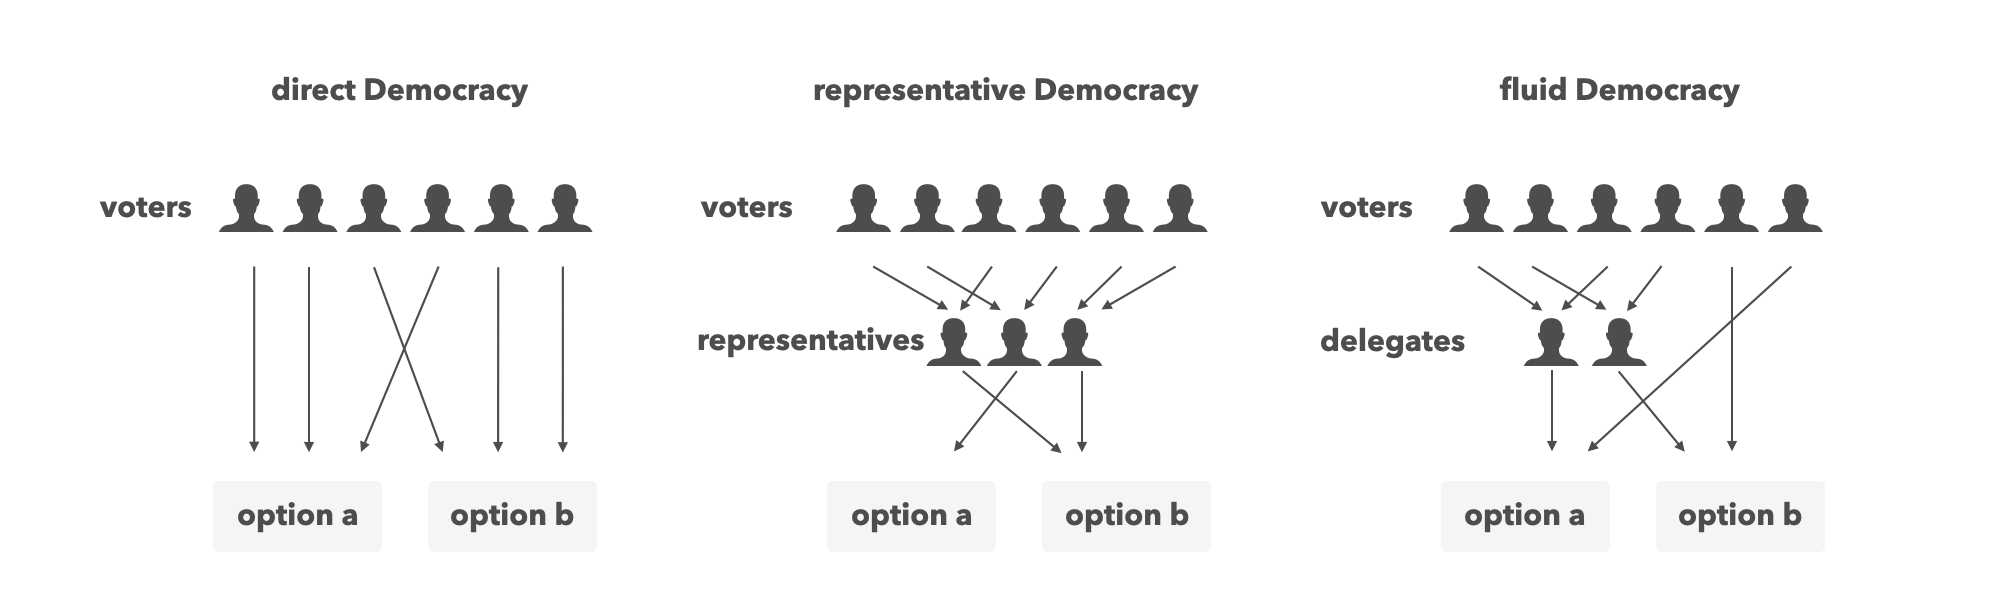 direct Democracy
voters
option a
option b
representative Democracy
voters
representatives
option a
option b
fluid Democracy
voters
delegates
option a
option b